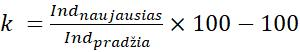 k = Ind_naujausias / Ind_pradžia × 100 − 100